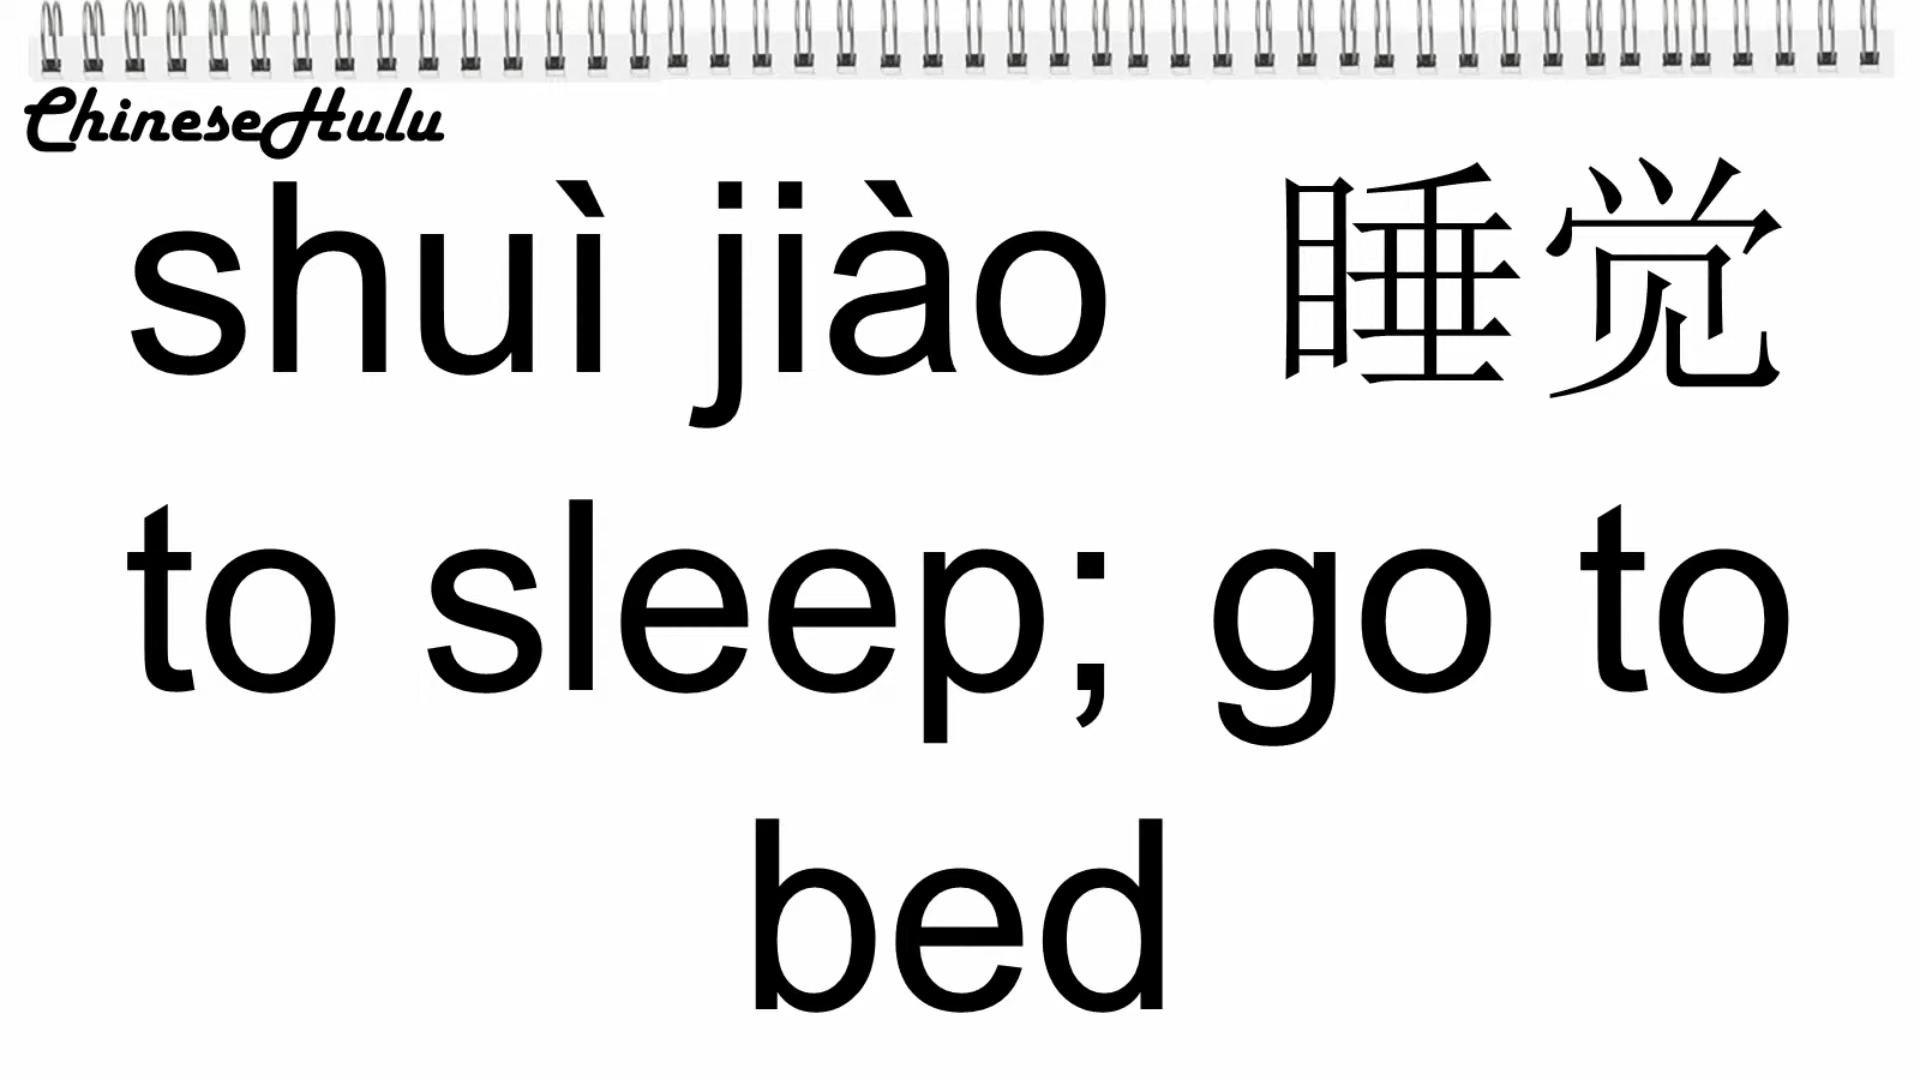 ChineseHulu
shuì jiào 睡觉
to sleep; go to
bed